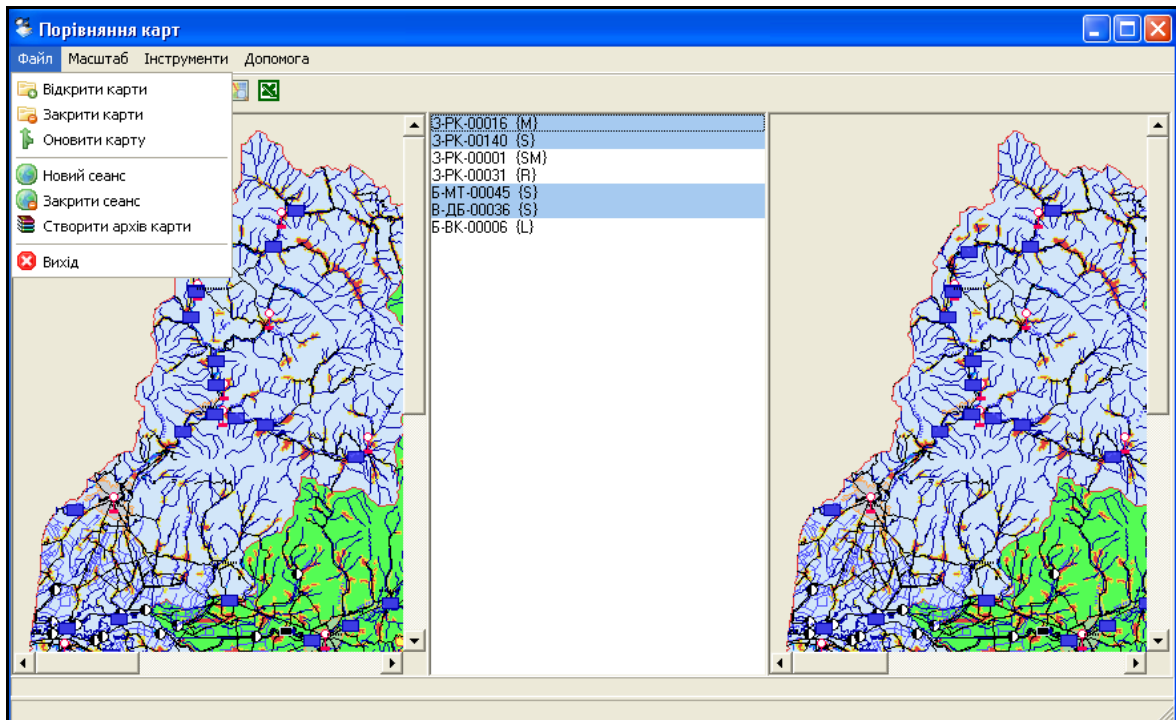 Порівняння карт
Файл Масштаб Інструменти Допомога
Відкрити карти
Закрити карти
Оновити карту
Новий сеанс
Закрити сеанс
Створити архів карти
Вихід
З-РК-00016 {M}
З-РК-00140 {S}
З-РК-00001 {SM}
З-РК-00031 {R}
Б-МТ-00045 {S}
В-ДБ-00036 {S}
Б-ВК-00006 {L}